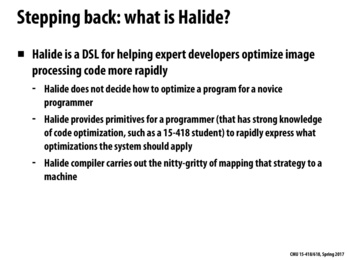 Stepping back: what is Halide?
■ Halide is a DSL for helping expert developers optimize image
processing code more rapidly
- Halide does not decide how to optimize a program for a novice
programmer
- Halide provides primitives for a programmer (that has strong knowledge
of code optimization, such as a 15-418 student) to rapidly express what
optimizations the system should apply
- Halide compiler carries out the nitty-gritty of mapping that strategy to a
machine
CMU 15-418/618, Spring 2017